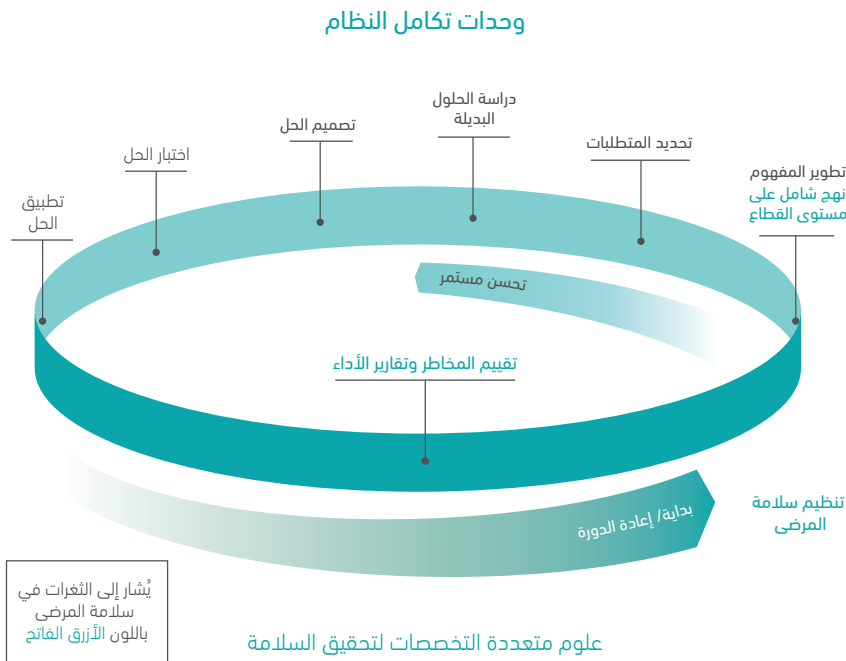 وحدات تكامل النظام
دراسة الحلول
البديلة
تصميم الحل
تحديد المتطلبات
اختبار الحل
تطوير المفهوم
نهج شامل على
مستوى القطاع
تطبيق
الحل
تحسن مستمر
تقييم المخاطر وتقارير الأداء
تنظيم سلامة
المرضى
بداية/ إعادة الدورة
يُشار إلى الثغرات في
سلامة المرضى
باللون الأزرق الفاتح
علوم متعددة التخصصات لتحقيق السلامة